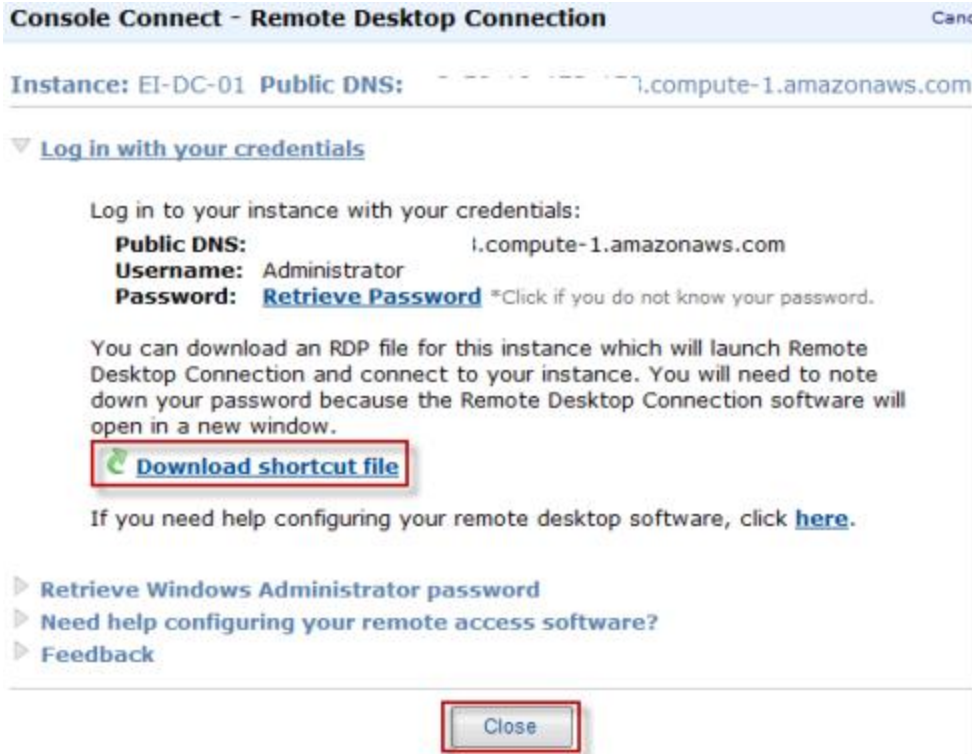 Console Connect - Remote Desktop Connection
Instance: EI-DC-01 Public DNS: .compute-1.amazonaws.com
Log in with your credentials
Log in to your instance with your credentials:
Public DNS: .compute-1.amazonaws.com
Username: Administrator
Password: Retrieve Password *Click if you do not know your password.
You can download an RDP file for this instance which will launch Remote
Desktop Connection and connect to your instance. You will need to note
down your password because the Remote Desktop Connection software will
open in a new window.
Download shortcut file
If you need help configuring your remote desktop software, click here.
Retrieve Windows Administrator password
Need help configuring your remote access software?
Feedback
Close